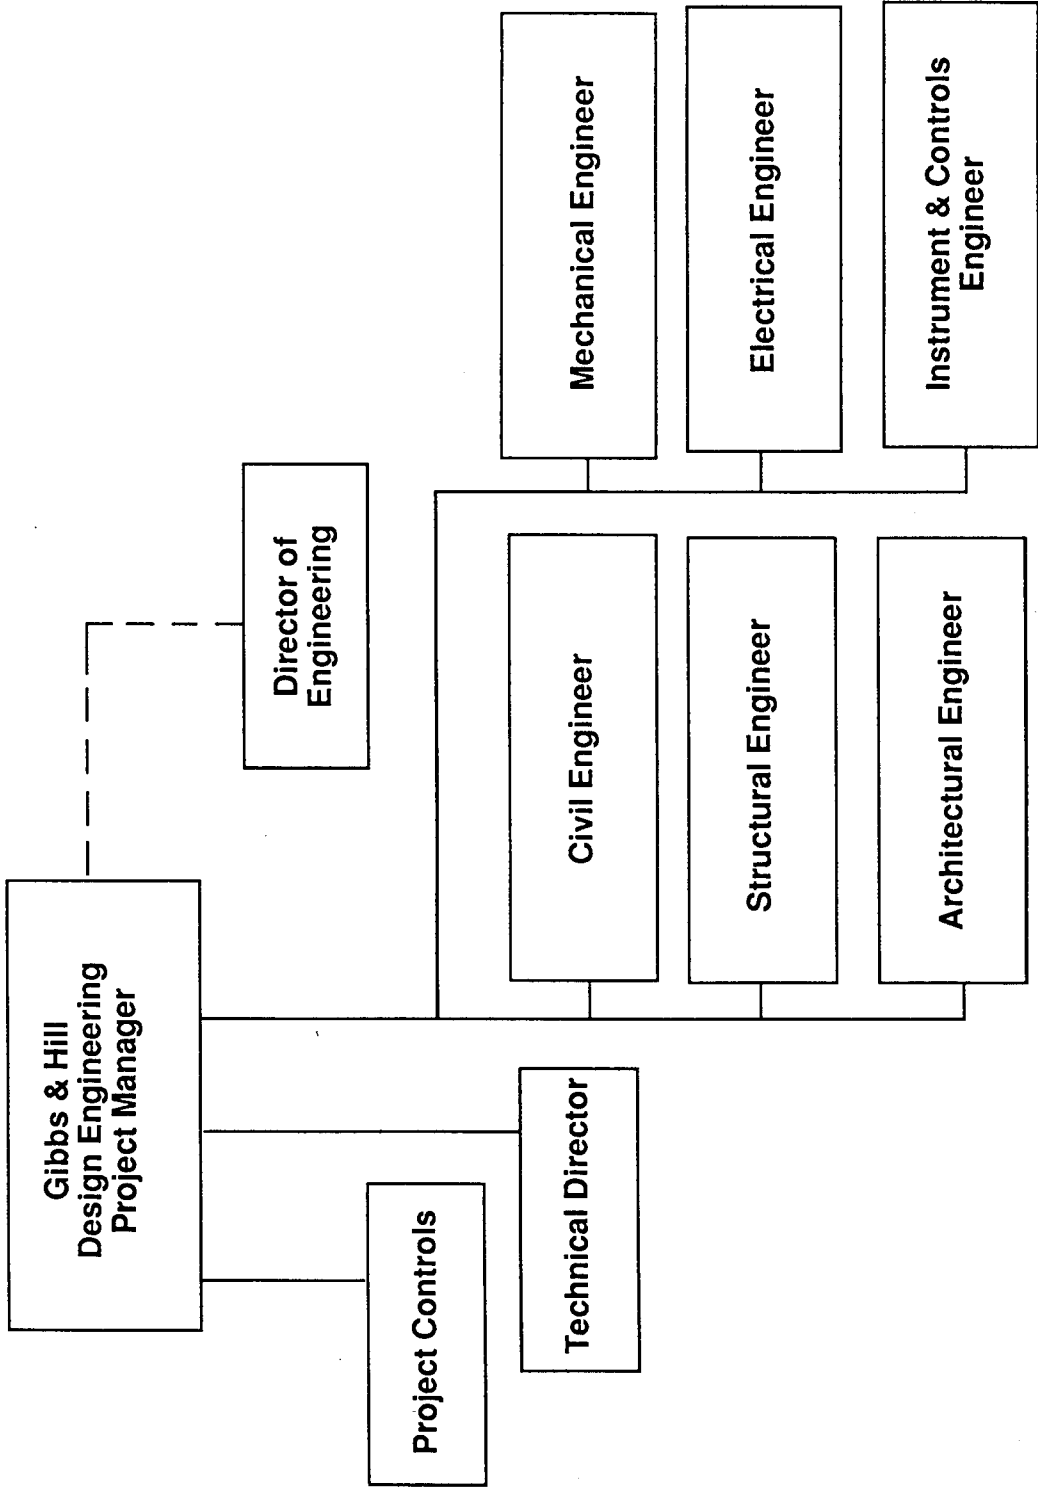 Gibbs & Hill
Design Engineering
Project Manager
Director of
Engineering
Project Controls
Technical Director
Civil Engineer
Structural Engineer
Architectural Engineer
Mechanical Engineer
Electrical Engineer
Instrument & Controls
Engineer